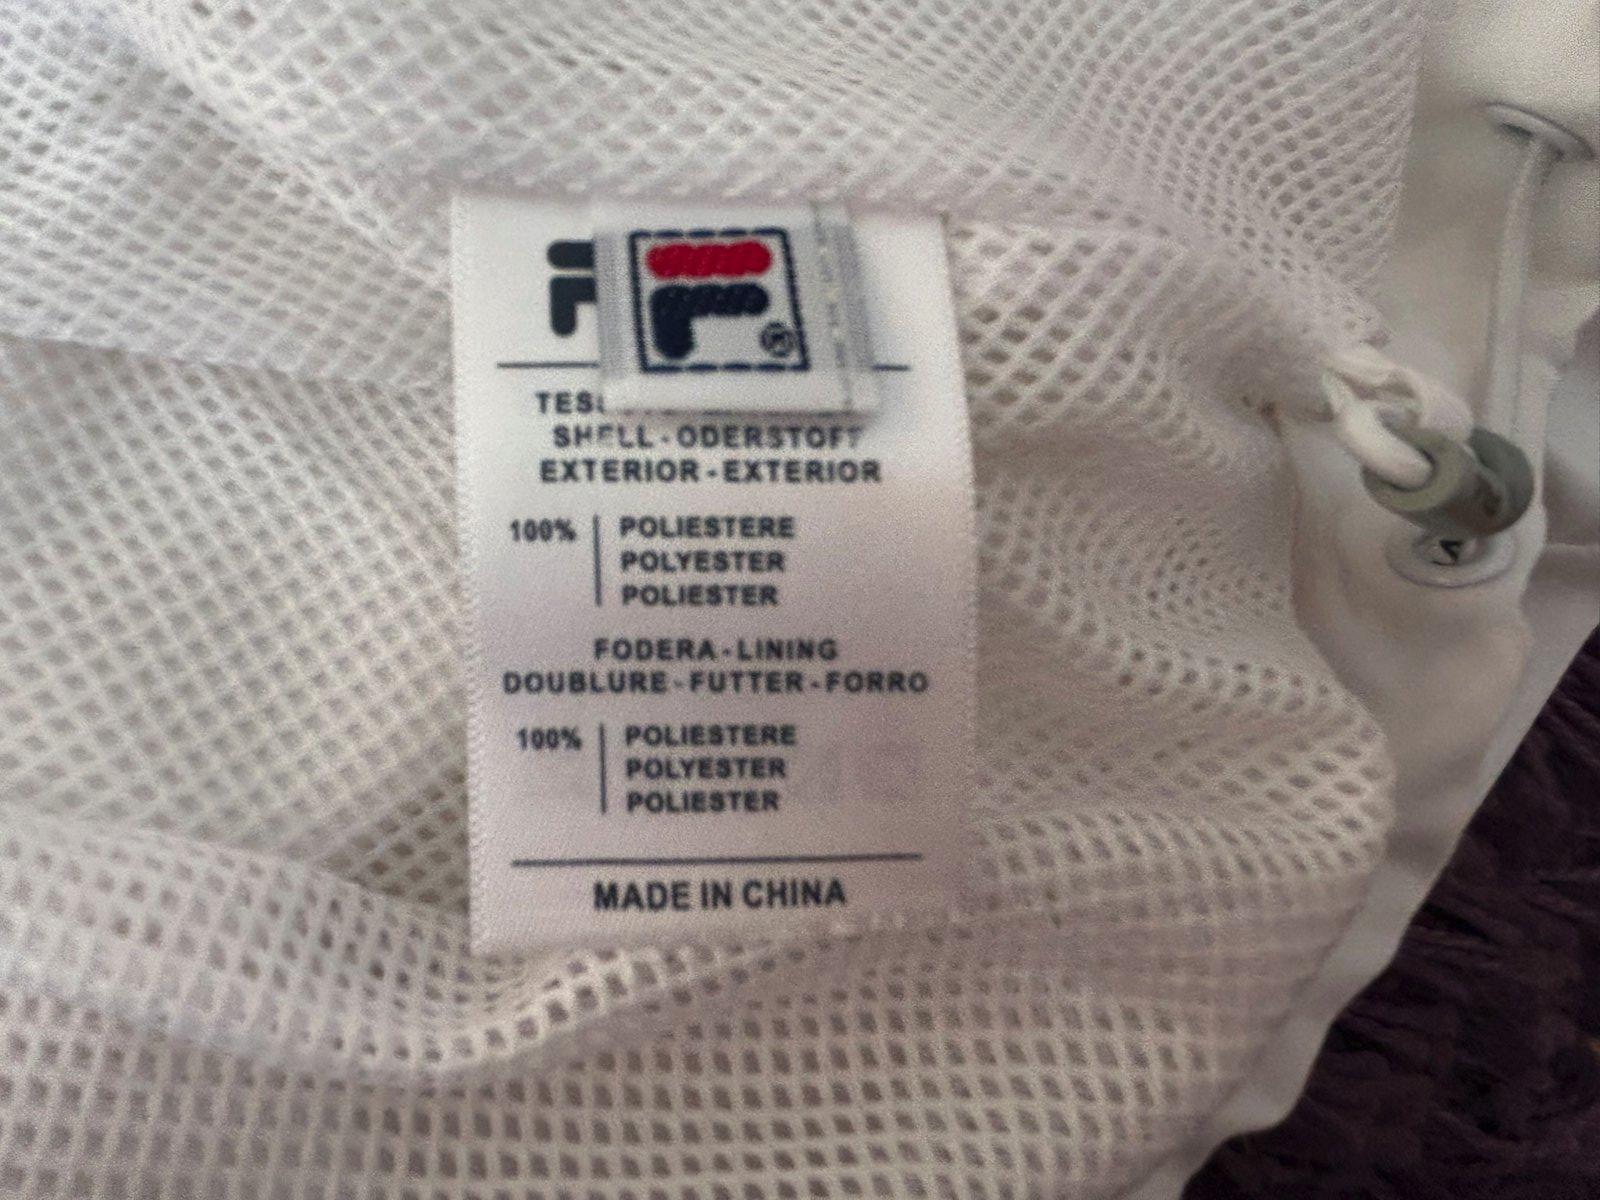 F
F ®
SHELL-ODERSTOFF
EXTERIOR-EXTERIOR
100% POLIESTERE
POLYESTER
POLIESTER
FODERA-LINING
DOUBLURE-FUTTER-FORRO
100% POLIESTERE
POLYESTER
POLIESTER
MADE IN CHINA